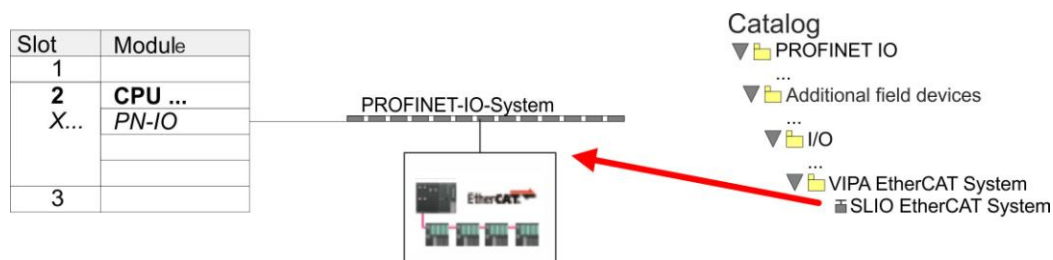 Slot Module
1
2 CPU ...
X... PN-IO
3
PROFINET-IO-System
EtherCAT
Catalog
PROFINET IO
...
Additional field devices
...
I/O
...
VIPA EtherCAT System
SLIO EtherCAT System